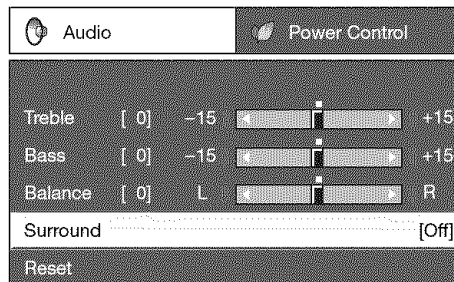 Audio Power Control
Treble [ 0] −15 +15
Bass [ 0] −15 +15
Balance [ 0] L R
Surround [Off]
Reset